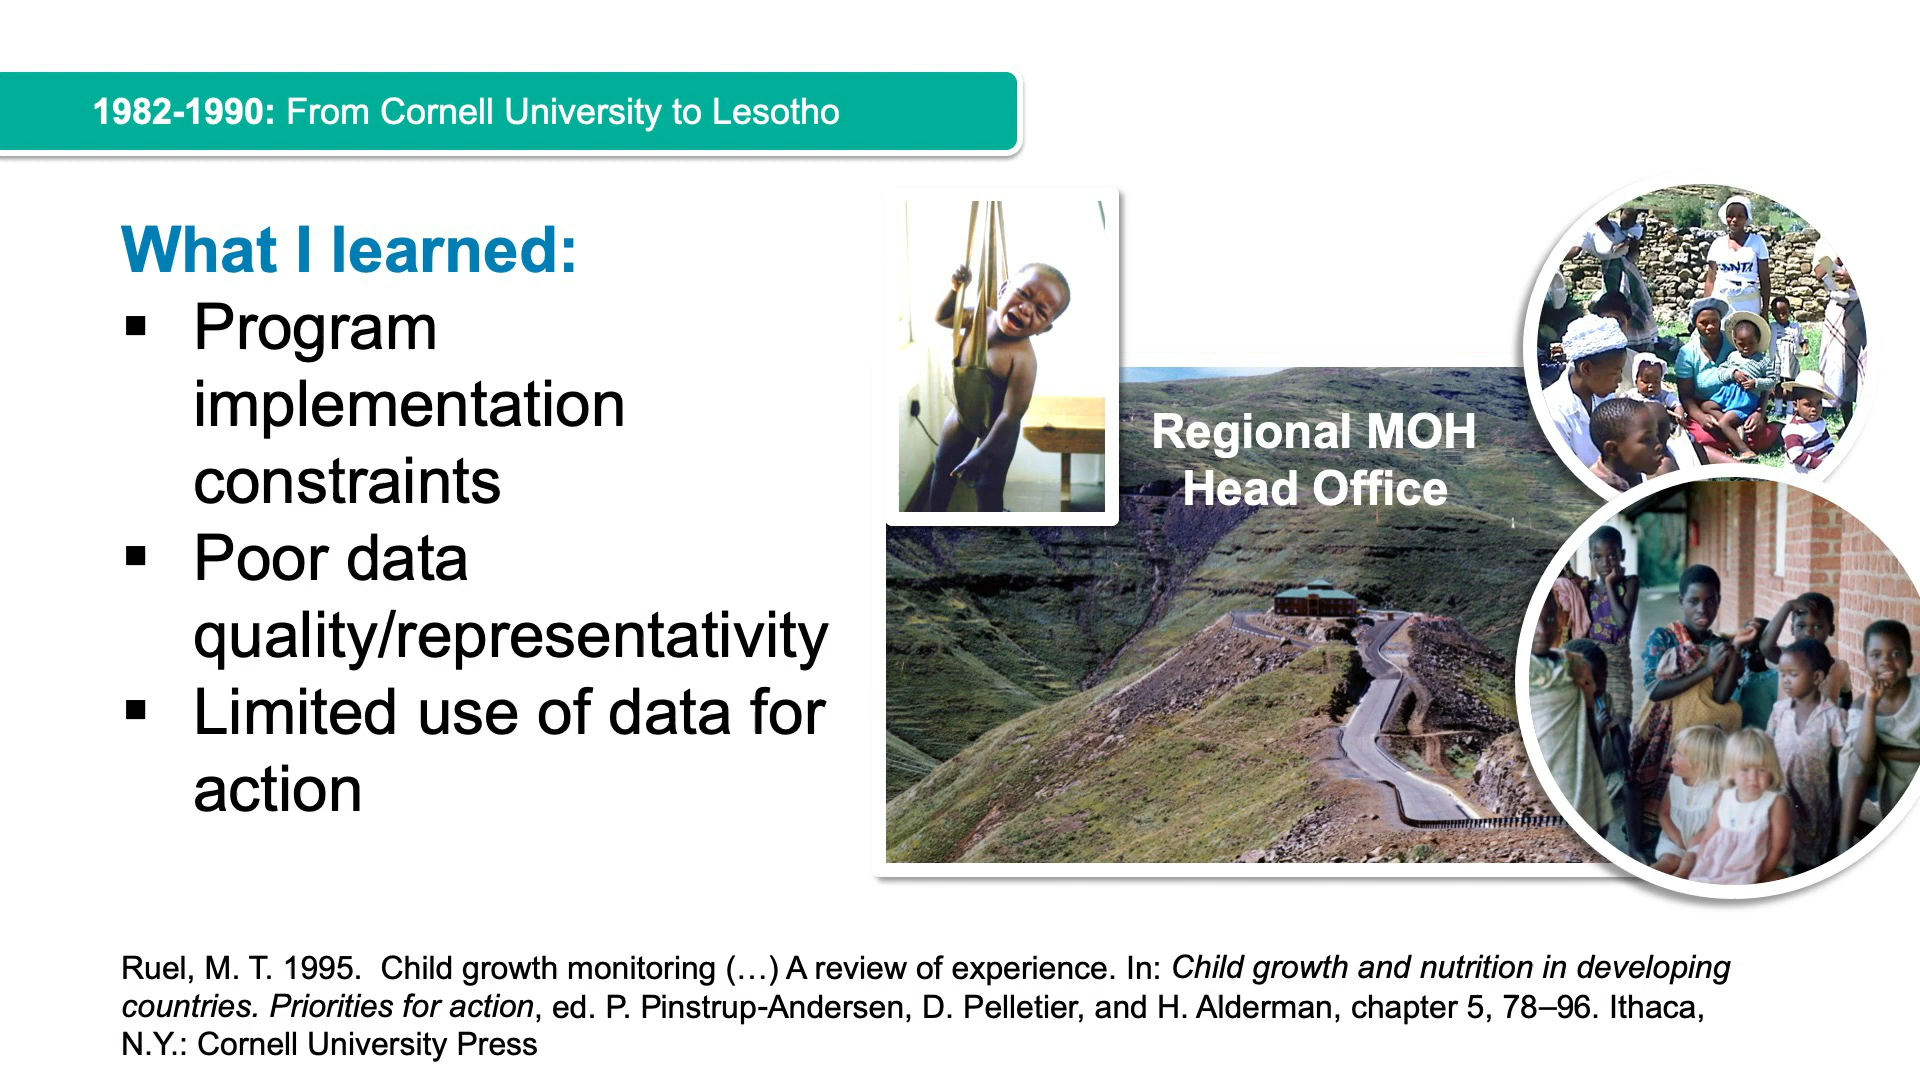 1982-1990: From Cornell University to Lesotho
What I learned:
▪ Program
implementation
constraints
▪ Poor data
quality/representativity
▪ Limited use of data for
action
Regional MOH
Head Office
Ruel, M. T. 1995.  Child growth monitoring (…) A review of experience. In: Child growth and nutrition in developing
countries. Priorities for action, ed. P. Pinstrup-Andersen, D. Pelletier, and H. Alderman, chapter 5, 78–96. Ithaca,
N.Y.: Cornell University Press